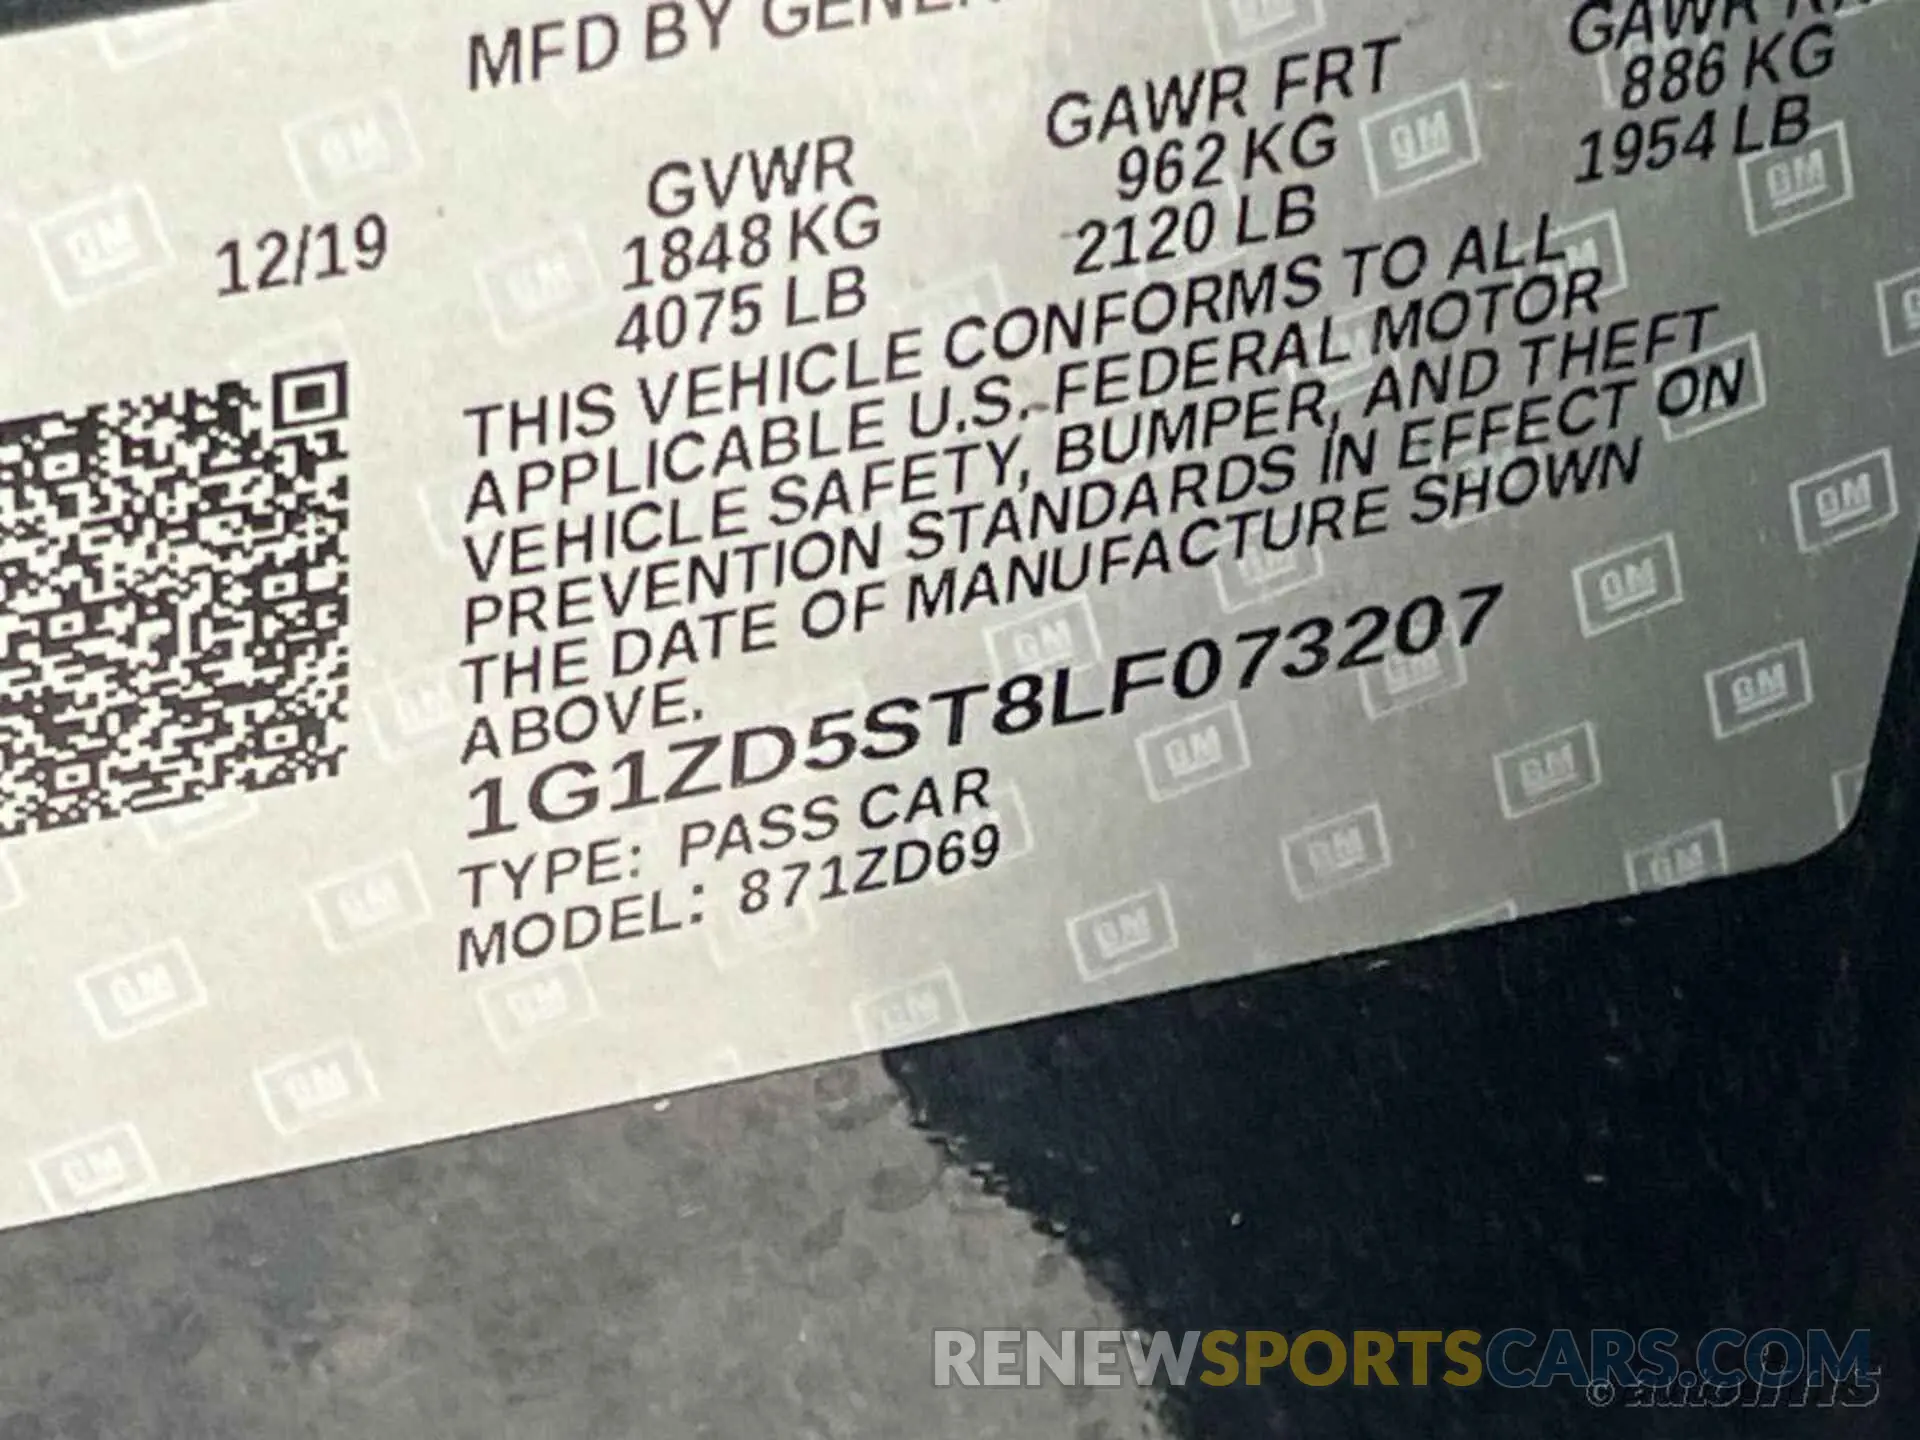 MFD BY
GAWR
GAWR FRT
886 KG
GVWR
962 KG
1954 LB
12/19
1848 KG
2120 LB
4075 LB
THIS VEHICLE CONFORMS TO ALL
APPLICABLE U.S. FEDERAL MOTOR
VEHICLE SAFETY, BUMPER, AND THEFT
PREVENTION STANDARDS IN EFFECT ON
THE DATE OF MANUFACTURE SHOWN
ABOVE.
1G1ZD5ST8LF073207
TYPE: PASS CAR
MODEL: 871ZD69
GM
RENEWSPORTSCARS.COM